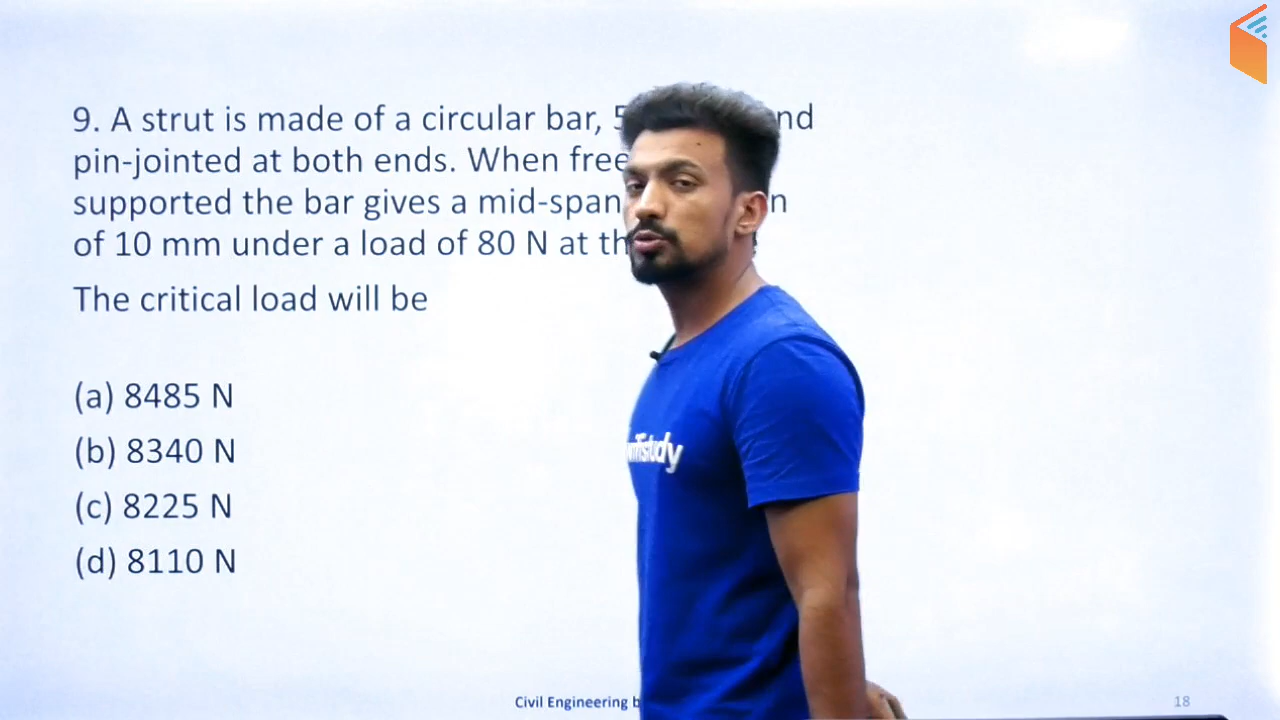 9. A strut is made of a circular bar, 5
pin-jointed at both ends. When free
supported the bar gives a mid-span
of 10 mm under a load of 80 N at th
The critical load will be
(a) 8485 N
(b) 8340 N
(c) 8225 N
(d) 8110 N
Civil Engineering b
18